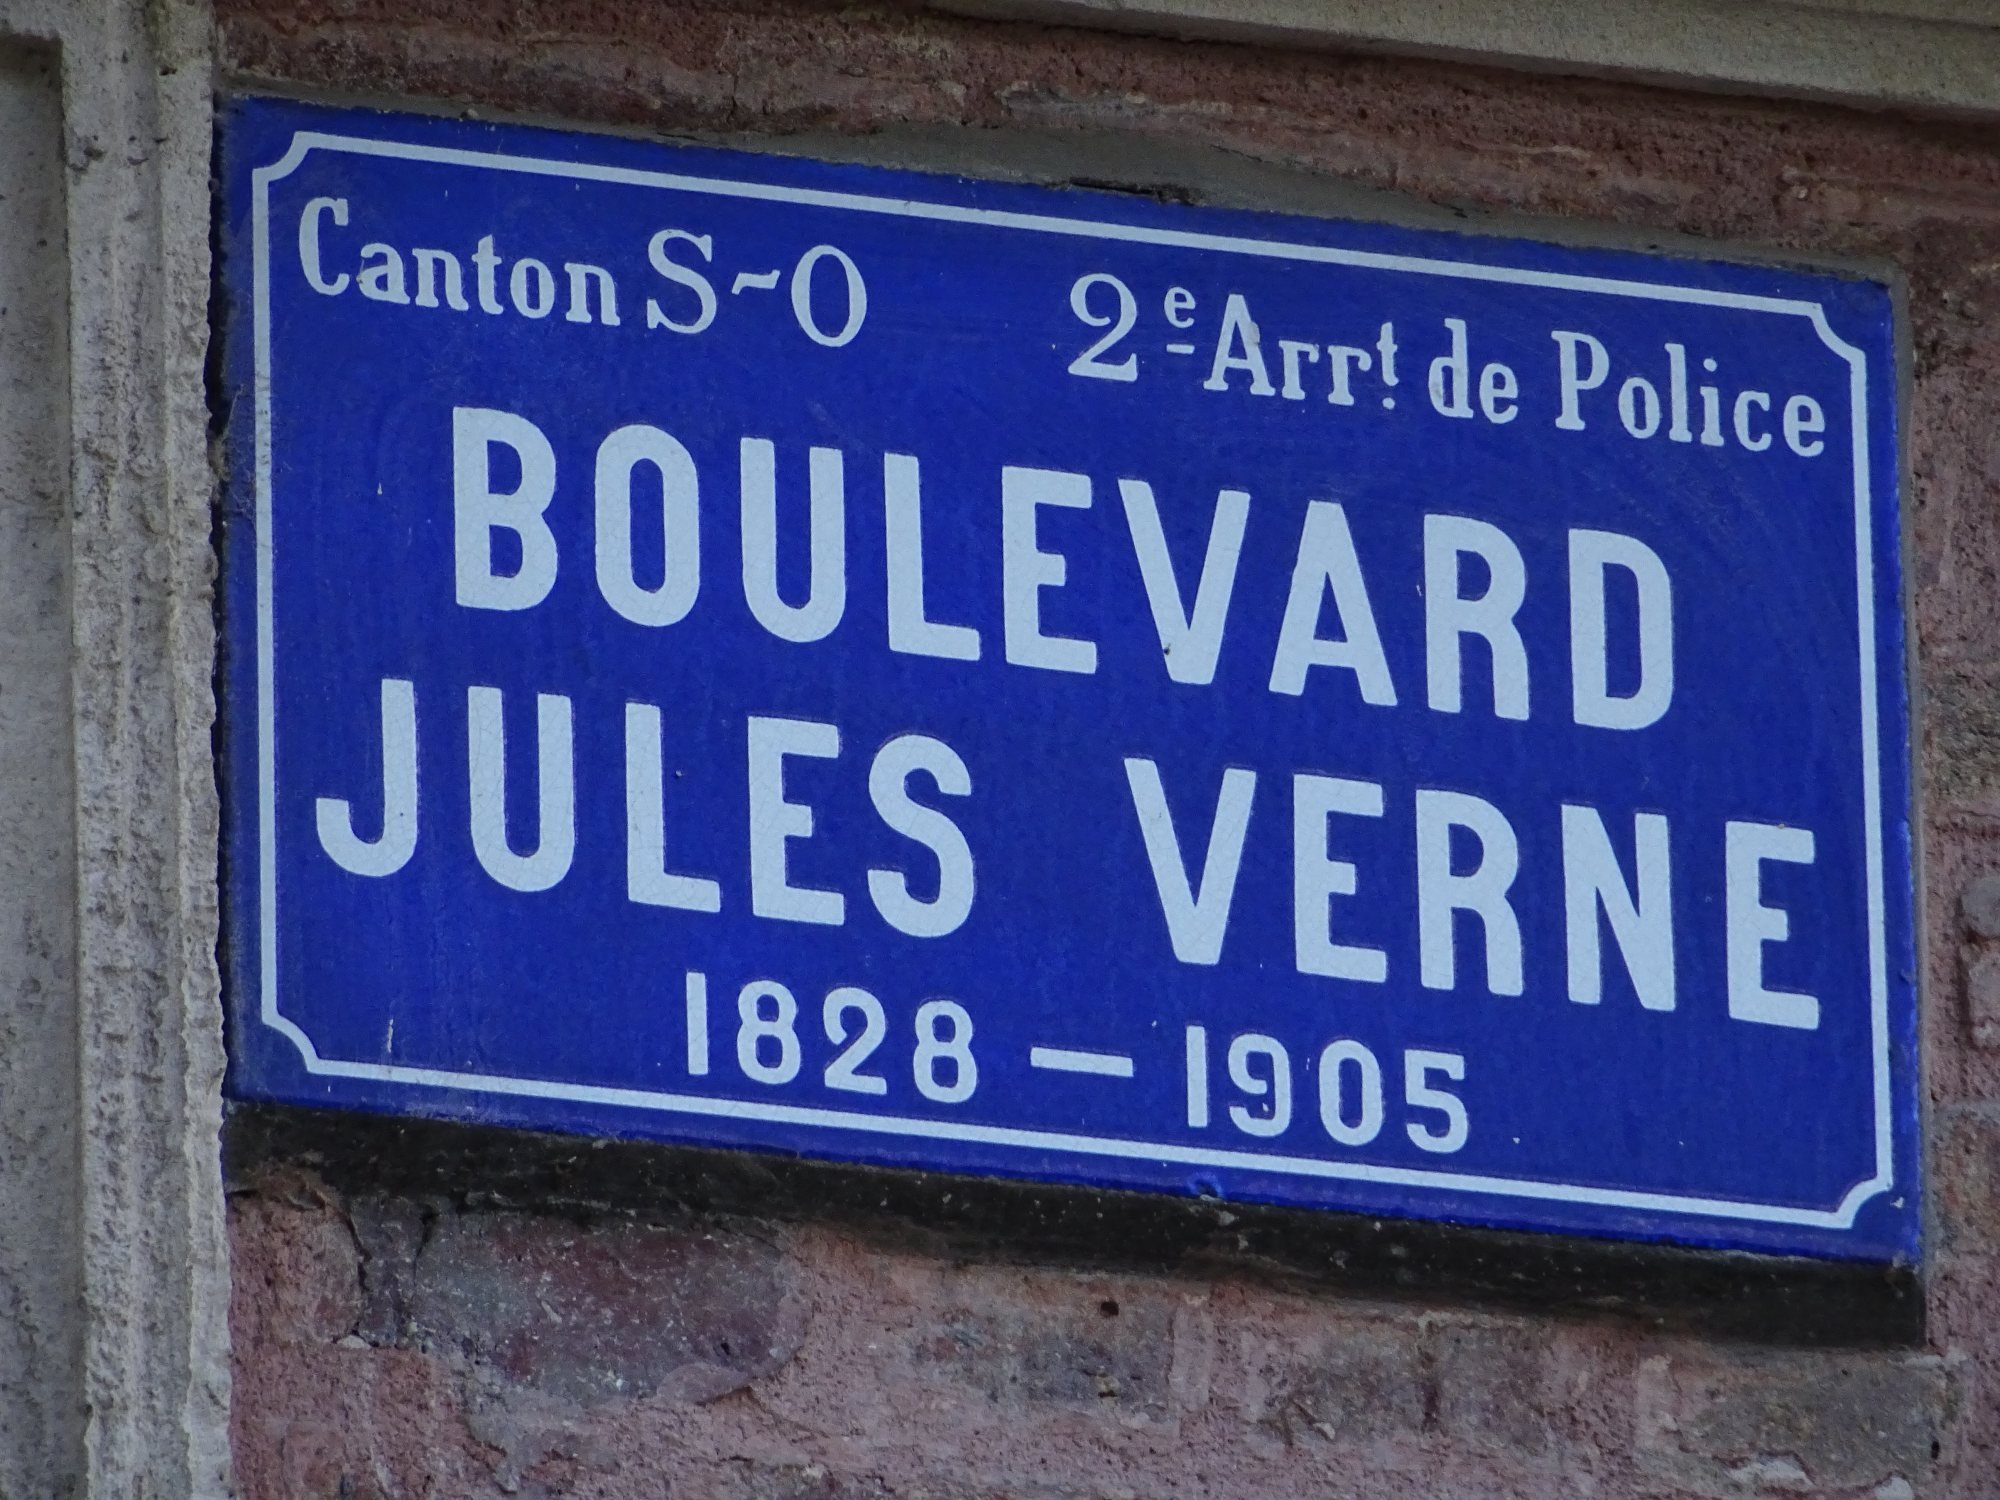 Canton S-O 2e Arrt. de Police
BOULEVARD
JULES VERNE
1828 — 1905